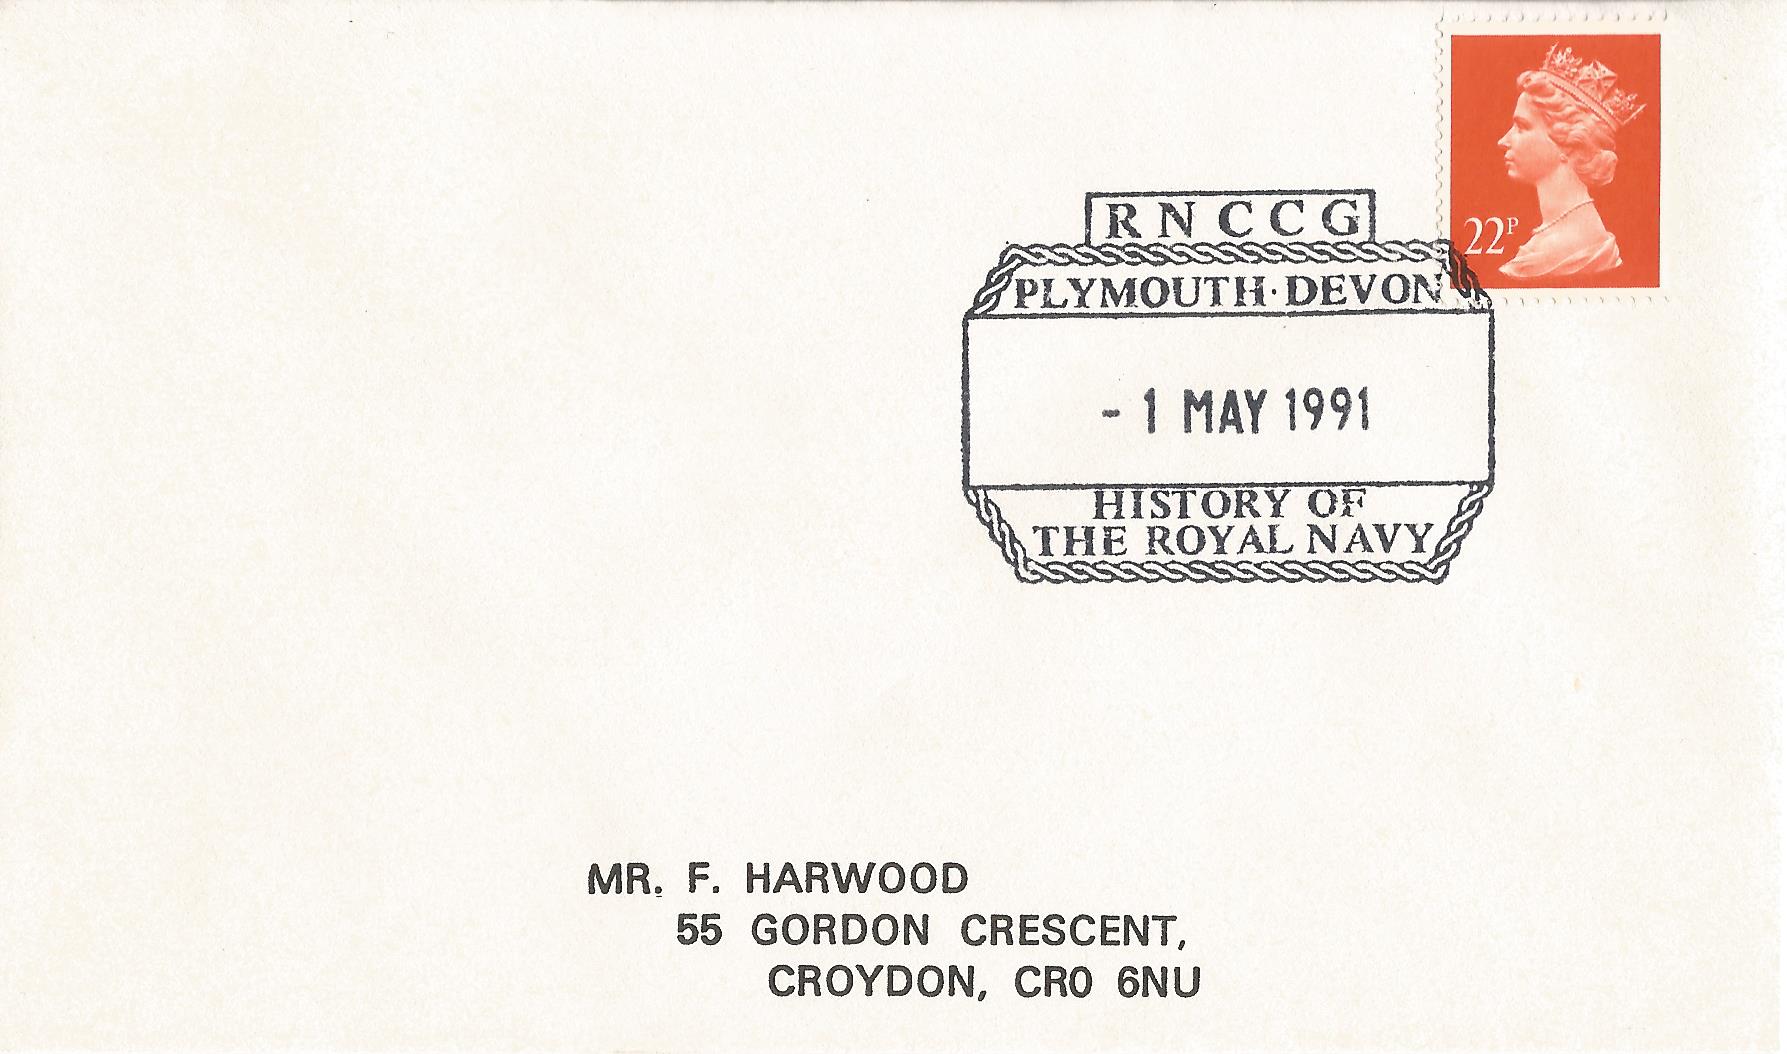 22P
R N C C G
PLYMOUTH·DEVON
- 1 MAY 1991
HISTORY OF
THE ROYAL NAVY
MR. F. HARWOOD
55 GORDON CRESCENT,
CROYDON, CR0 6NU